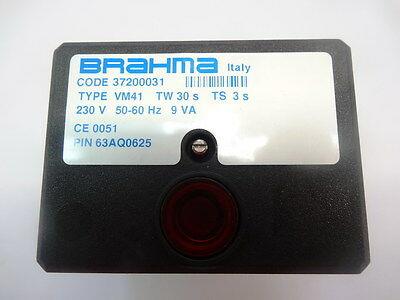 BRAHMA Italy
CODE 37200031
TYPE VM41 TW 30 s TS 3 s
230 V 50-60 Hz 9 VA
CE 0051
PIN 63AQ0625